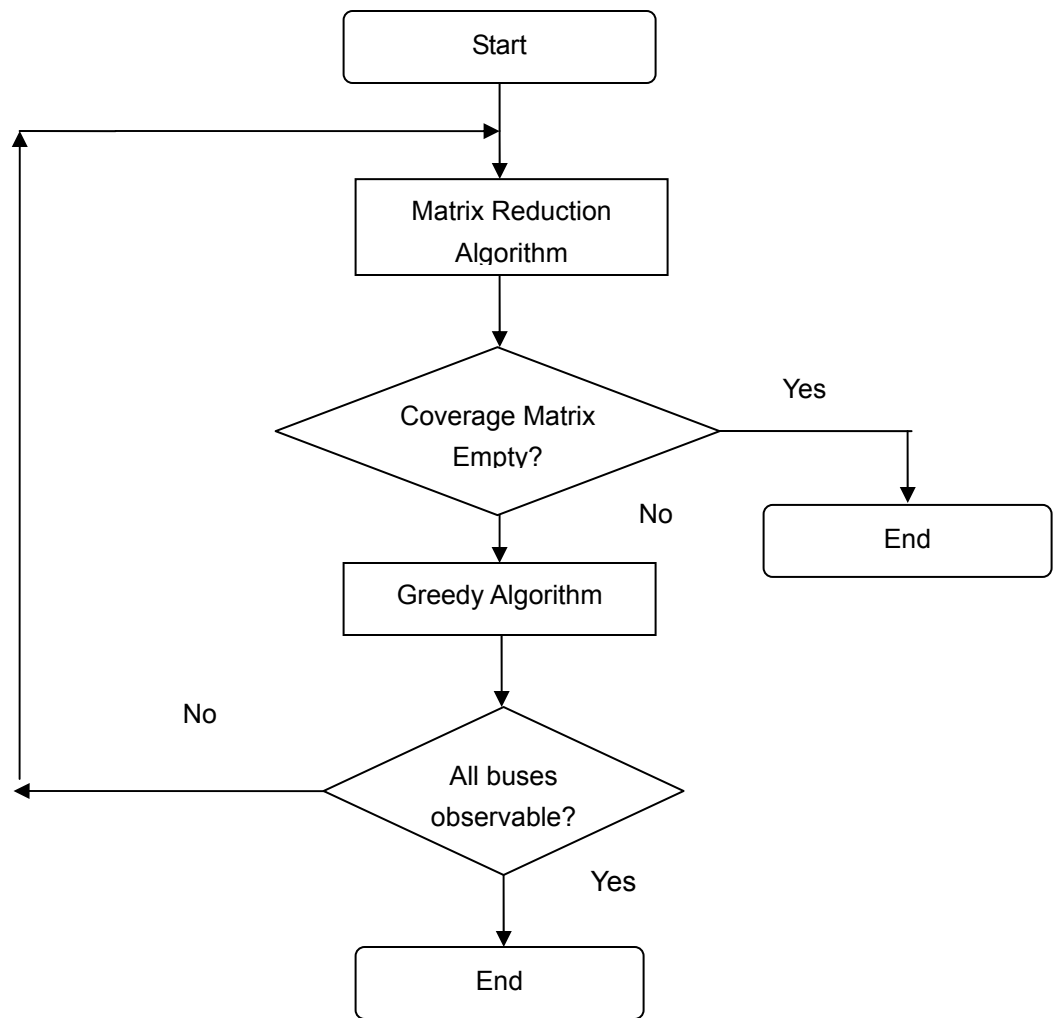 Start
Matrix Reduction
Algorithm
Coverage Matrix
Empty?
Yes
No
End
Greedy Algorithm
No
All buses
observable?
Yes
End